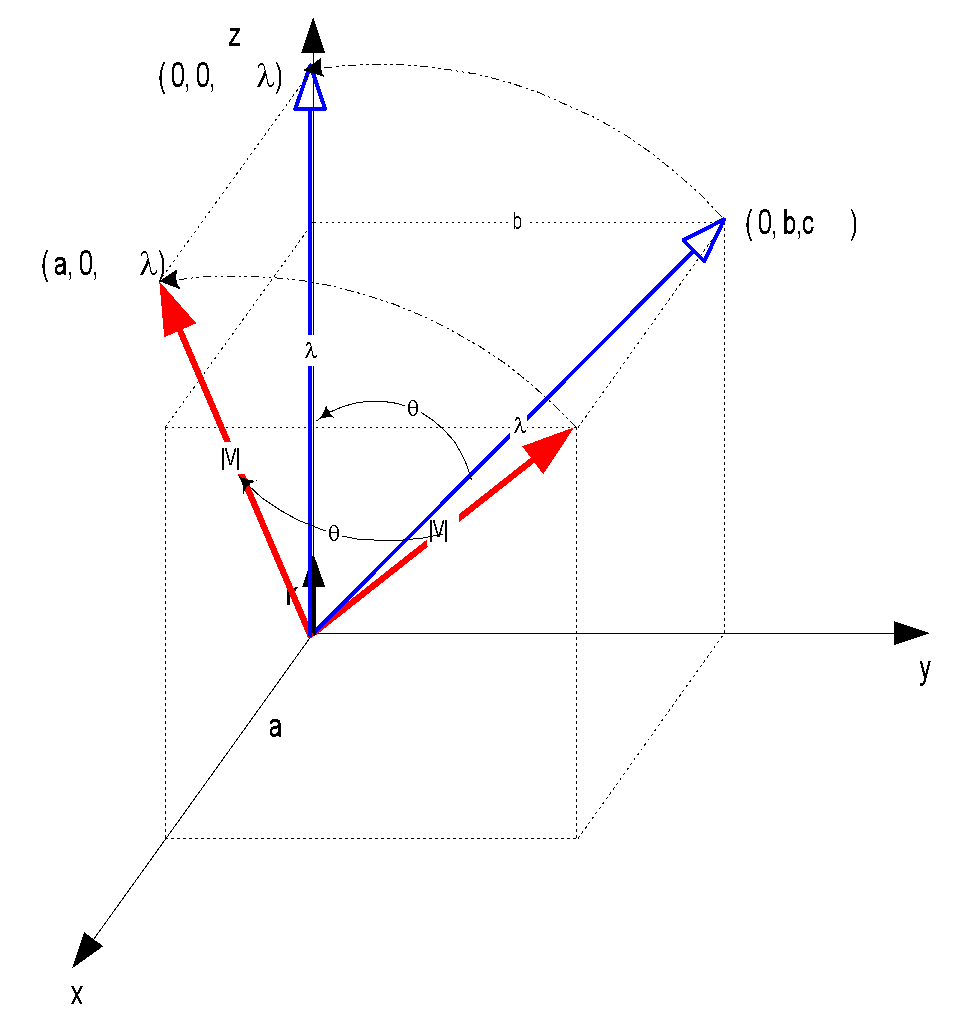 z
(0, 0, λ)
b
(0, b,c )
(a, 0, λ)
λ
θ
λ
|V|
θ
|V|
y
a
x